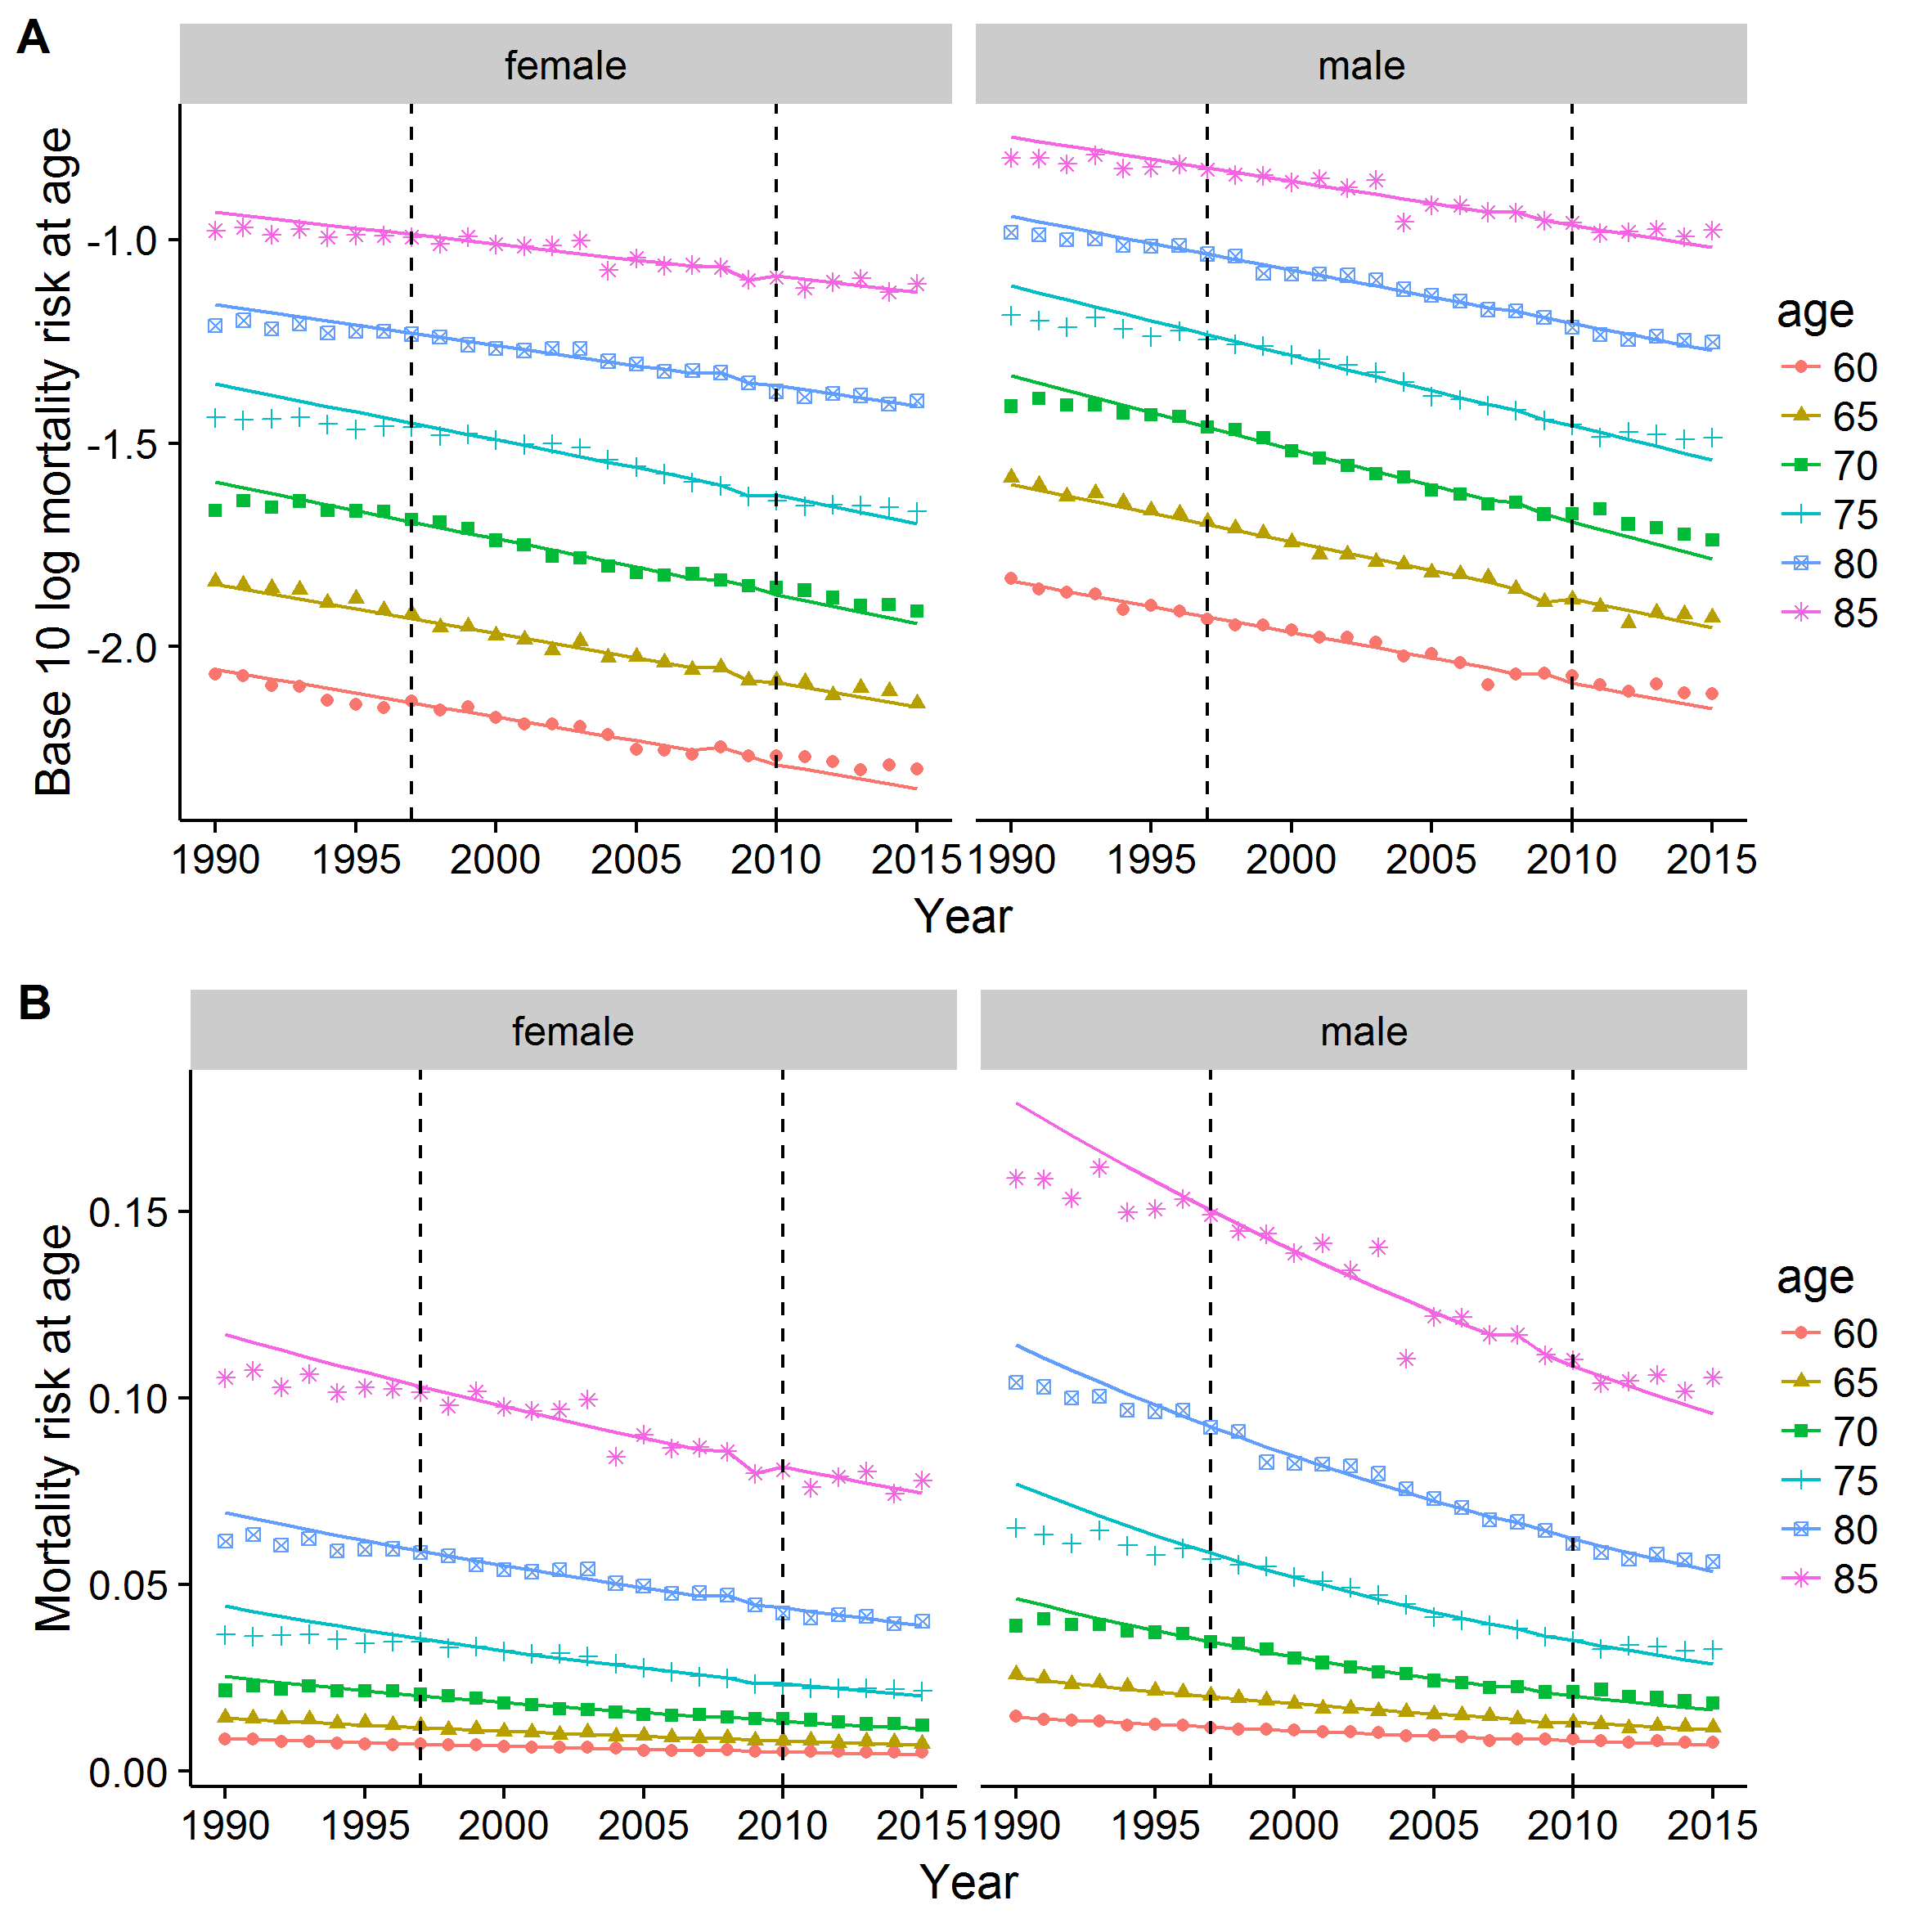 A
female
male
Base 10 log mortality risk at age
-1.0
-1.5
-2.0
1990 1995 2000 2005 2010 2015
1990 1995 2000 2005 2010 2015
Year
age
60
65
70
75
80
85
B
female
male
Mortality risk at age
0.15
0.10
0.05
0.00
1990 1995 2000 2005 2010 2015
1990 1995 2000 2005 2010 2015
Year
age
60
65
70
75
80
85